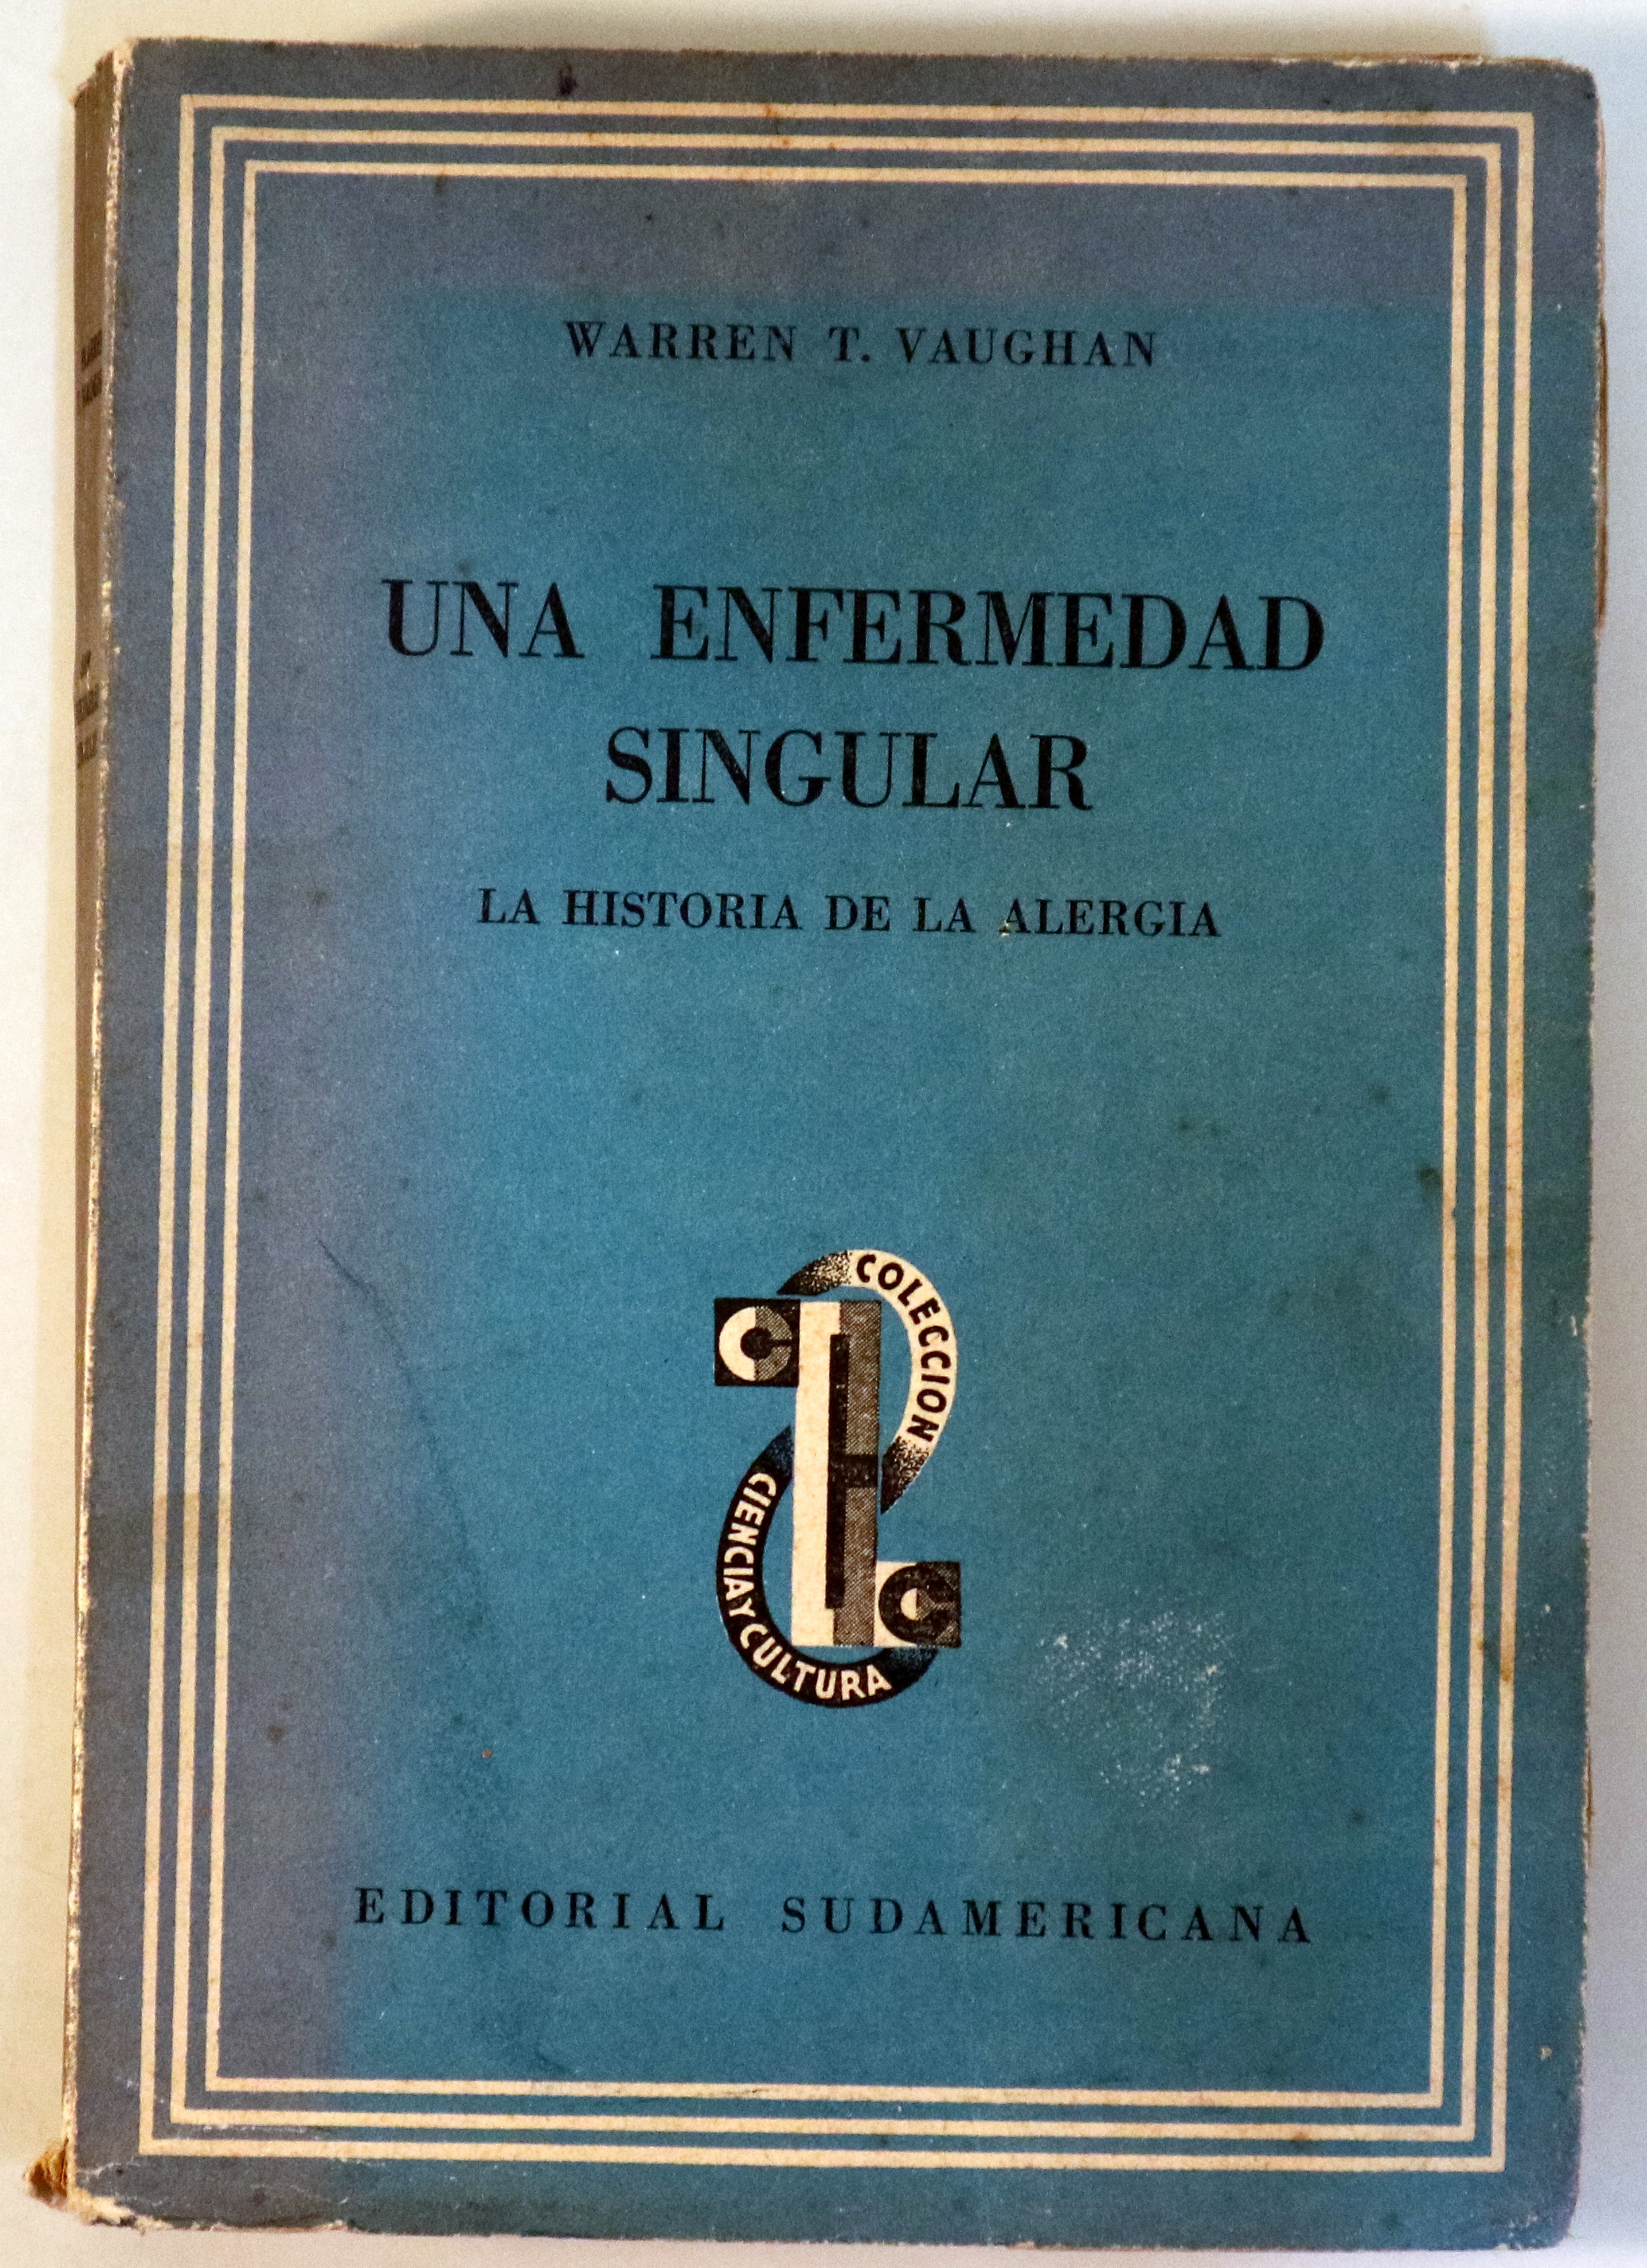 WARREN T. VAUGHAN
UNA ENFERMEDAD
SINGULAR
LA HISTORIA DE LA ALERGIA
COLECCION
C
C
CIENCIA Y CULTURA
EDITORIAL SUDAMERICANA